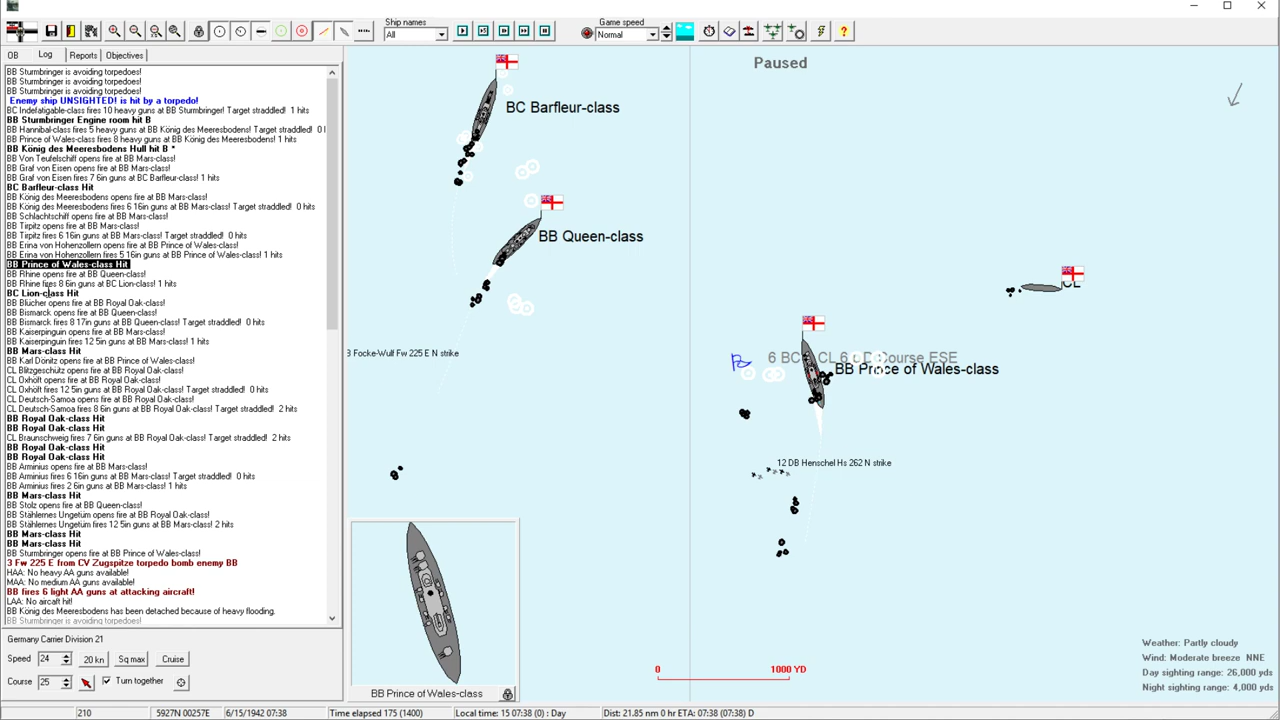 Ship names
All
Game speed
Normal
OB
Log
Reports
Objectives
BB Sturmbringer is avoiding torpedoes!
BB Sturmbringer is avoiding torpedoes!
BB Sturmbringer is avoiding torpedoes!
Enemy ship UNSIGHTED! is hit by a torpedo!
BC Indefatigable-class fires 10 heavy guns at BB Sturmbringer! Target straddled! 1 hits
BB Sturmbringer Engine room hit B
BB Hannibal-class fires 5 heavy guns at BB König des Meeresbodens! Target straddled! 0 l
BB Prince of Wales-class fires 8 heavy guns at BB König des Meeresbodens! 1 hits
BB König des Meeresbodens Hull hit B *
BB Von Teufelschiff opens fire at BB Mars-class!
BB Graf von Eisen opens fire at BB Mars-class!
BB Graf von Eisen fires 7 6in guns at BC Barfleur-class! 1 hits
BC Barfleur-class Hit
BB König des Meeresbodens opens fire at BB Mars-class!
BB König des Meeresbodens fires 6 16in guns at BB Mars-class! Target straddled! 0 hits
BB Schlachtschiff opens fire at BB Mars-class!
BB Tirpitz opens fire at BB Mars-class!
BB Tirpitz fires 6 16in guns at BB Mars-class! Target straddled! 0 hits
BB Erina von Hohenzollern opens fire at BB Prince of Wales-class!
BB Erina von Hohenzollern fires 5 16in guns at BB Prince of Wales-class! 1 hits
BB Prince of Wales-class Hit
BB Rhine opens fire at BB Queen-class!
BB Rhine fires 8 6in guns at BC Lion-class! 1 hits
BC Lion-class Hit
BB Blücher opens fire at BB Royal Oak-class!
BB Bismarck opens fire at BB Queen-class!
BB Bismarck fires 8 17in guns at BB Queen-class! Target straddled! 0 hits
BB Kaiserpinguin opens fire at BB Mars-class!
BB Kaiserpinguin fires 12 5in guns at BB Mars-class! 1 hits
BB Mars-class Hit
BB Karl Dönitz opens fire at BB Prince of Wales-class!
CL Blitzgeschütz opens fire at BB Mars-class!
CL Oxhöft opens fire at BB Mars-class!
CL Oxhöft fires 12 5in guns at BB Mars-class! Target straddled! 0 hits
CL Deutsch-Samoa opens fire at BB Mars-class!
CL Deutsch-Samoa fires 8 6in guns at BB Royal Oak-class! Target straddled! 2 hits
BB Royal Oak-class Hit
BB Royal Oak-class Hit
CL Braunschweig fires 7 6in guns at BB Royal Oak-class! Target straddled! 2 hits
BB Royal Oak-class Hit
BB Royal Oak-class Hit
BB Arminius opens fire at BB Mars-class!
BB Arminius fires 6 16in guns at BB Mars-class! Target straddled! 0 hits
BB Arminius fires 2 6in guns at BB Mars-class! 1 hits
BB Mars-class Hit
BB Stolz opens fire at BB Queen-class!
BB Stählernes Ungetüm opens fire at BB Royal Oak-class!
BB Stählernes Ungetüm fires 12 5in guns at BB Mars-class! 2 hits
BB Mars-class Hit
BB Mars-class Hit
BB Sturmbringer opens fire at BB Prince of Wales-class!
3 Fw 225 E from CV Zugspitze torpedo bomb enemy BB
HAA: No heavy AA guns available!
MAA: No medium AA guns available!
BB fires 6 light AA guns at attacking aircraft!
LAA: No aircaft hit!
BB König des Meeresbodens has been detached because of heavy flooding.
BB Sturmbringer is avoiding torpedoes!
Germany Carrier Division 21
Speed 24 20 kn Sq max Cruise
Course 25 Turn together
Paused
BC Barfleur-class
BB Queen-class
3 Focke-Wulf Fw 225 E N strike
CL
6 BC 
CL 6
D Course ESE
BB Prince of Wales-class
12 DB Henschel Hs 262 N strike
BB Prince of Wales-class
0 1000 YD
Weather: Partly cloudy
Wind: Moderate breeze NNE
Day sighting range: 26,000 yds
Night sighting range: 4,000 yds
210
5927N 00257E
6/15/1942 07:38
Time elapsed 175 (1400)
Local time: 15 07:38 (0) : Day
Dist: 21.85 nm 0 hr ETA: 07:38 (07:38) D